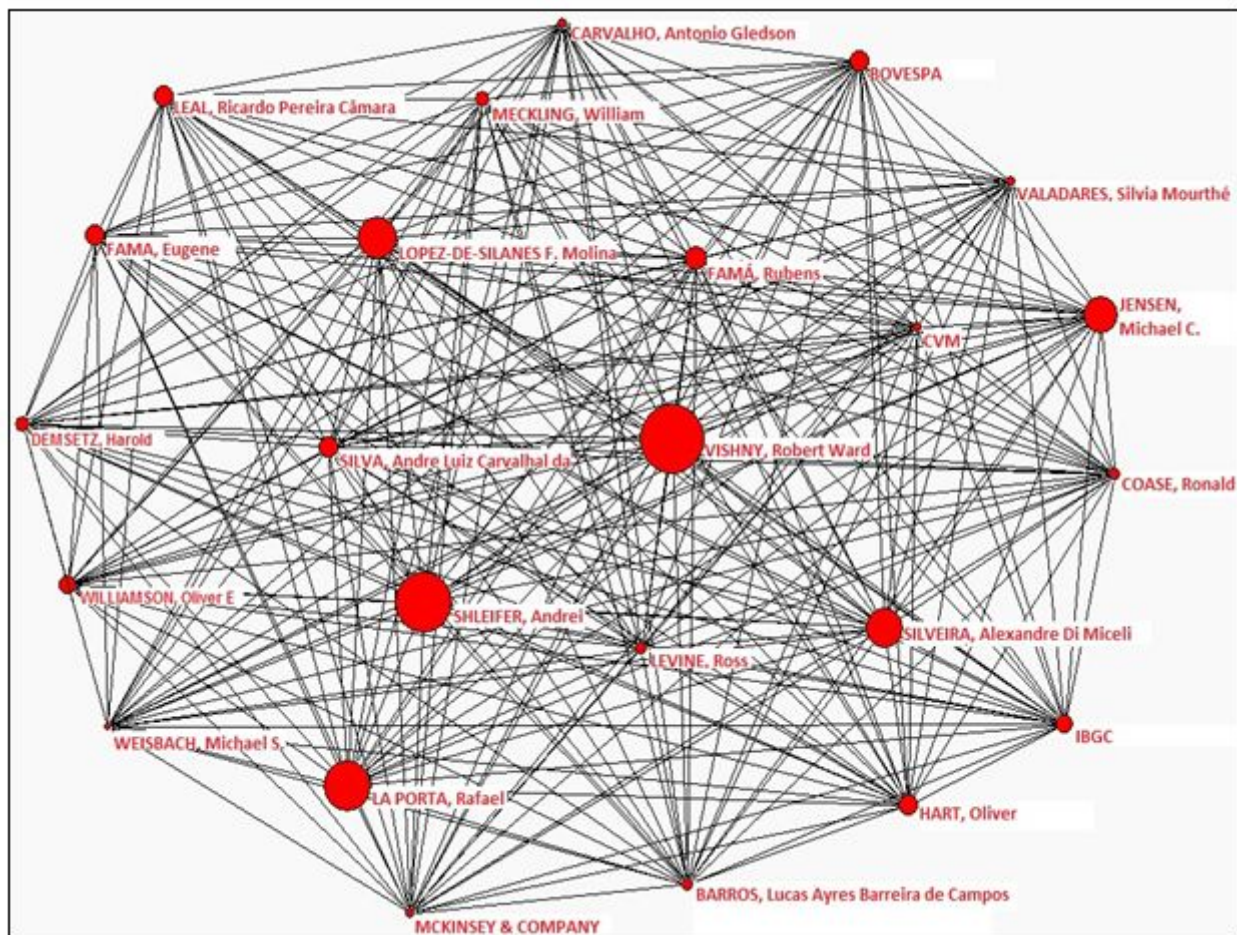 CARVALHO, Antonio Gledson
BOVESPA
LEAL, Ricardo Pereira Câmara
MECKLING, William
VALADARES, Silvia Mourthé
FAMA, Eugene
LOPEZ-DE-SILANES F. Molina
FAMÁ, Rubens
JENSEN,
Michael C.
CVM
DEMSETZ, Harold
SILVA, Andre Luiz Carvalhal da
VISHNY, Robert Ward
COASE, Ronald
WILLIAMSON, Oliver E
SHLEIFER, Andrei
SILVEIRA, Alexandre Di Miceli
LEVINE, Ross
WEISBACH, Michael S.
IBGC
LA PORTA, Rafael
HART, Oliver
BARROS, Lucas Ayres Barreira de Campos
MCKINSEY & COMPANY